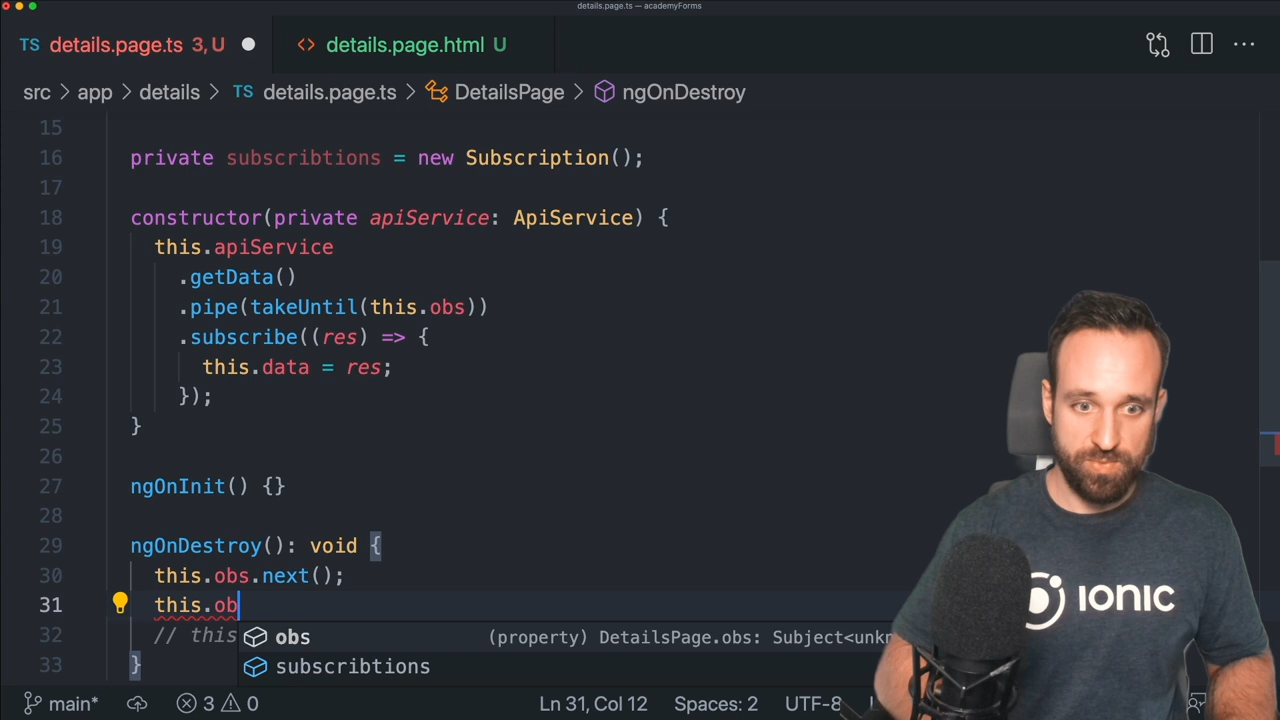 details.page.ts — academyForms
TS details.page.ts 3, U
<> details.page.html U
src > app > details > TS details.page.ts > DetailsPage > ngOnDestroy
15
16 private subscribtions = new Subscription();
17
18 constructor(private apiService: ApiService) {
19 this.apiService
20 .getData()
21 .pipe(takeUntil(this.obs))
22 .subscribe((res) => {
23 this.data = res;
24 });
25 }
26
27 ngOnInit() {}
28
29 ngOnDestroy(): void {
30 this.obs.next();
31 this.ob
obs (property) DetailsPage.obs: Subject<unkn
subscribtions
32 // this
33 }
IONIC
main* 3 0 Ln 31, Col 12 Spaces: 2 UTF-8